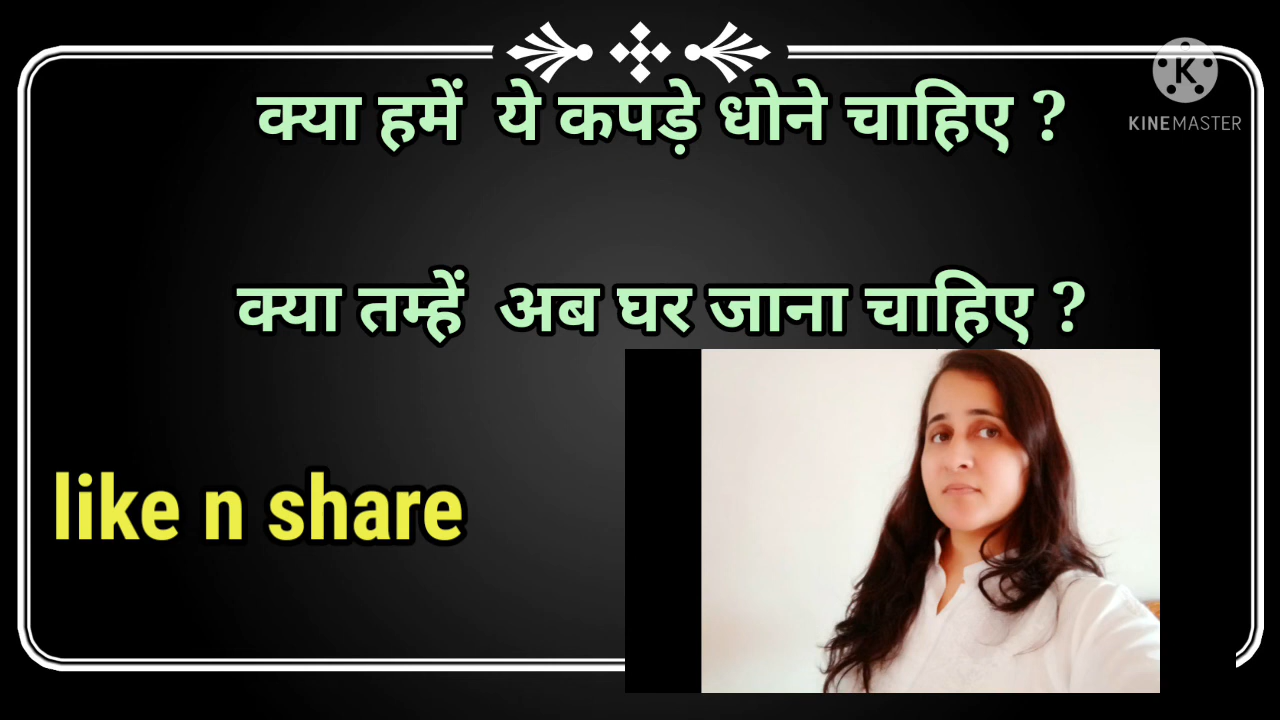 क्या हमें ये कपड़े धोने चाहिए ?
K
KINEMASTER
क्या तम्हें अब घर जाना चाहिए ?
like n share